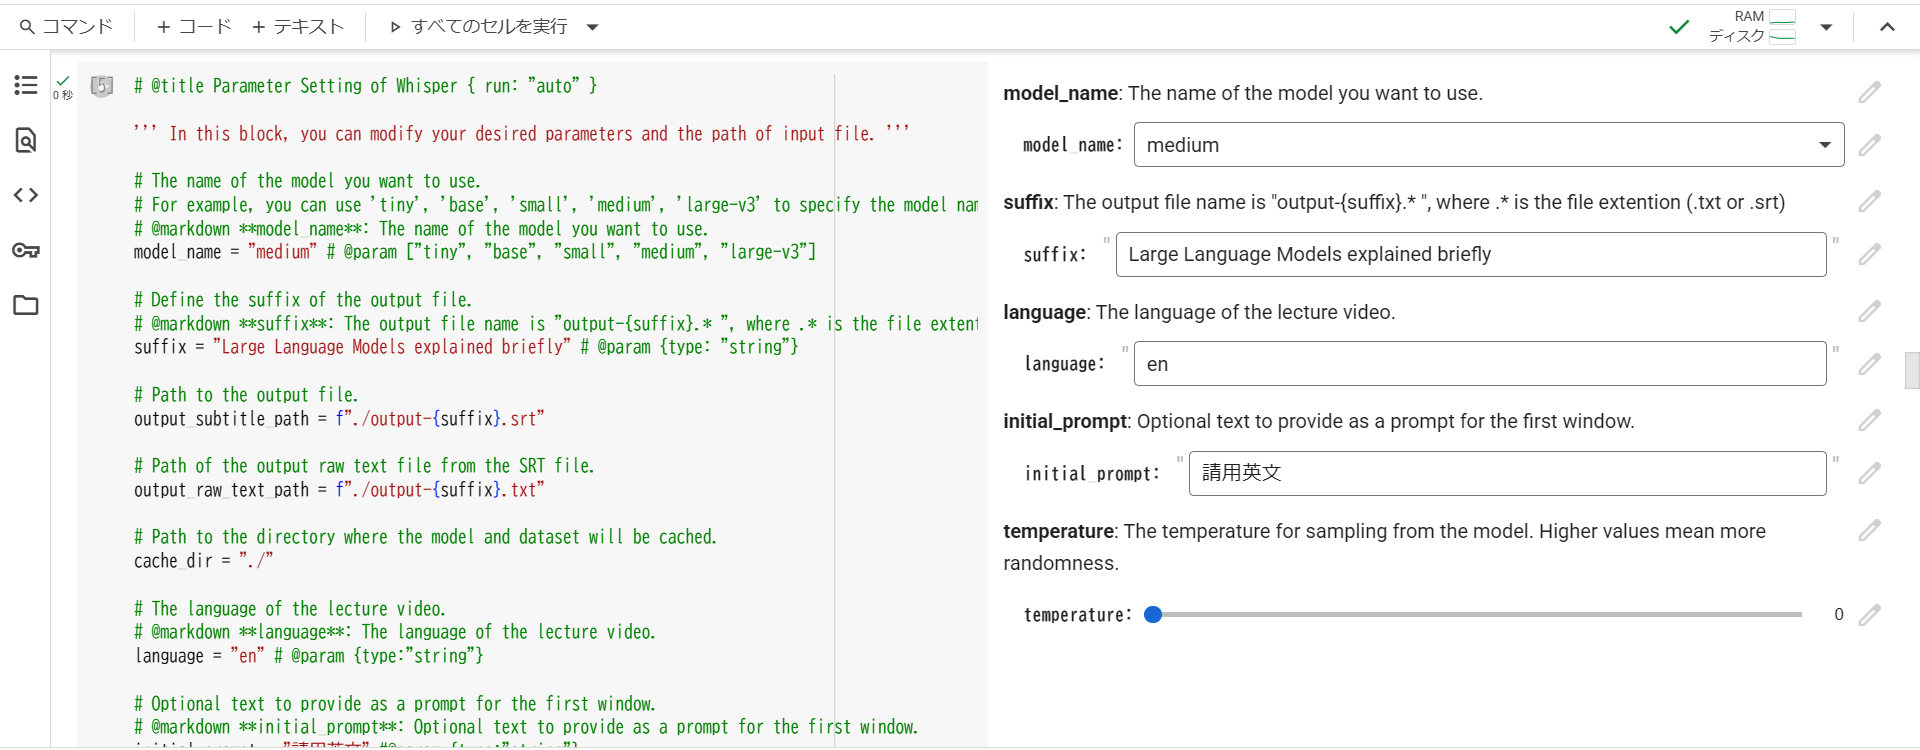 コマンド
+ コード + テキスト
すべてのセルを実行
RAM
ディスク
0 秒
[5]
# @title Parameter Setting of Whisper { run: "auto" }
''' In this block, you can modify your desired parameters and the path of input file. '''
# The name of the model you want to use.
# For example, you can use 'tiny', 'base', 'small', 'medium', 'large-v3' to specify the model nam
# @markdown **model_name**: The name of the model you want to use.
model_name = "medium" # @param ["tiny", "base", "small", "medium", "large-v3"]
# Define the suffix of the output file.
# @markdown **suffix**: The output file name is "output-{suffix}.* ", where .* is the file extent
suffix = "Large Language Models explained briefly" # @param {type: "string"}
# Path to the output file.
output_subtitle_path = f"./output-{suffix}.srt"
# Path of the output raw text file from the SRT file.
output_raw_text_path = f"./output-{suffix}.txt"
# Path to the directory where the model and dataset will be cached.
cache_dir = "./"
# The language of the lecture video.
# @markdown **language**: The language of the lecture video.
language = "en" # @param {type:"string"}
# Optional text to provide as a prompt for the first window.
# @markdown **initial_prompt**: Optional text to provide as a prompt for the first window.
initial_prompt = "請用英文" #@param {type:"string"}
model_name: The name of the model you want to use.
model_name: medium
suffix: The output file name is "output-{suffix}.* ", where .* is the file extention (.txt or .srt)
suffix: " Large Language Models explained briefly "
language: The language of the lecture video.
language: " en "
initial_prompt: Optional text to provide as a prompt for the first window.
initial_prompt: " 請用英文 "
temperature: The temperature for sampling from the model. Higher values mean more
randomness.
temperature: 0